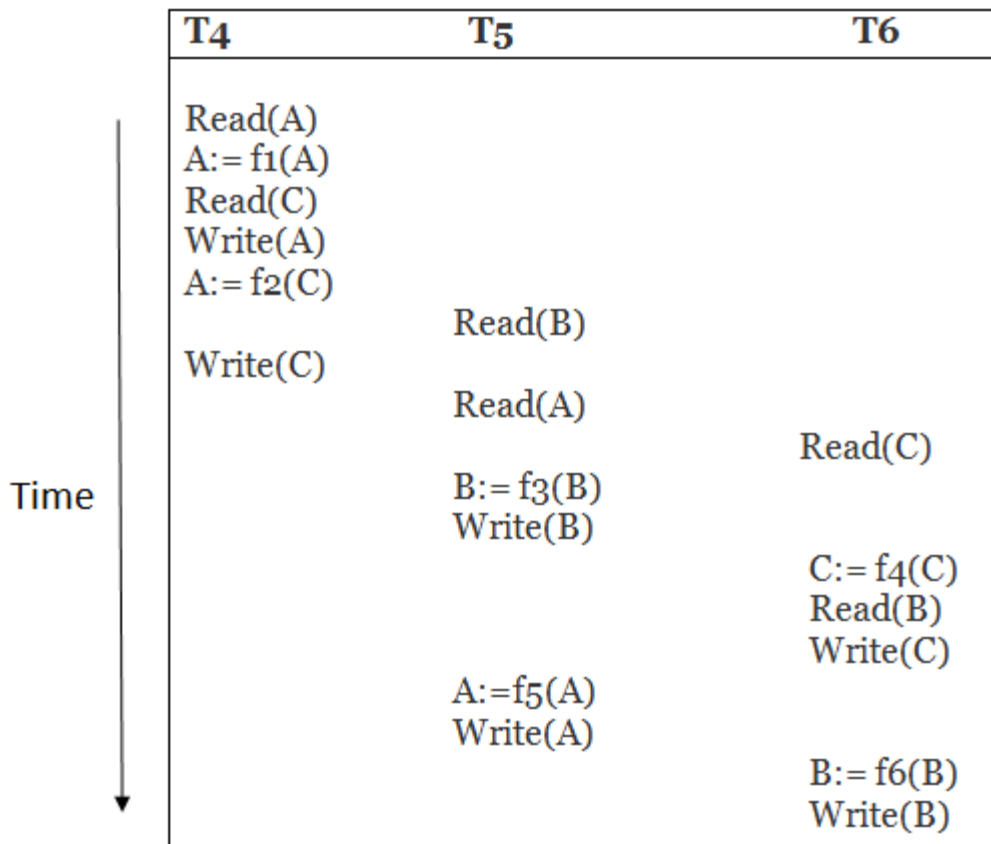 T4 T5 T6
Read(A)
A:= f1(A)
Read(C)
Write(A)
A:= f2(C)
Read(B)
Write(C)
Read(A)
Read(C)
Time
B:= f3(B)
Write(B)
C:= f4(C)
Read(B)
Write(C)
A:=f5(A)
Write(A)
B:= f6(B)
Write(B)